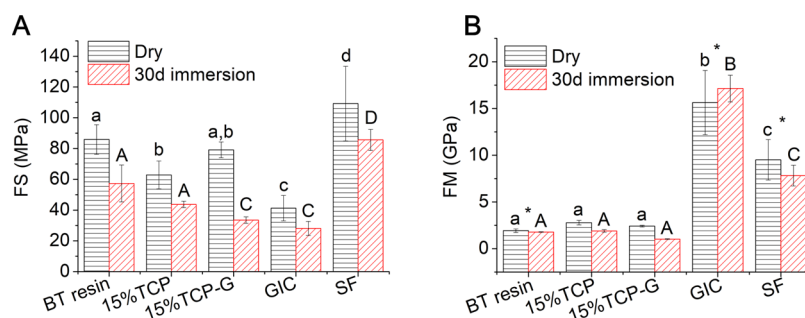 A
FS (MPa)
160
140
120
100
80
60
40
20
0
Dry
30d immersion
a
A
b
A
a,b
C
c
C
d
D
BT resin
15%TCP
15%TCP-G
GIC
SF
B
FM (GPa)
20
15
10
5
0
Dry
30d immersion
a * A
a A
a A
b * B
c * C
BT resin
15%TCP
15%TCP-G
GIC
SF